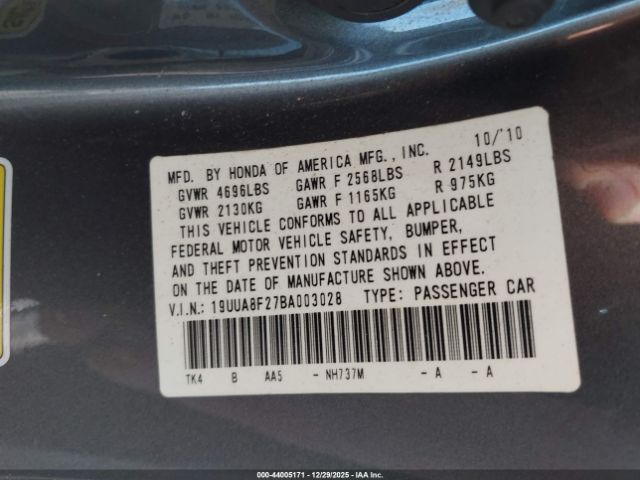 MFD. BY HONDA OF AMERICA MFG., INC. 10/'10
GVWR 4696LBS GAWR F 2568LBS R 2149LBS
GVWR 2130KG GAWR F 1165KG R 975KG
THIS VEHICLE CONFORMS TO ALL APPLICABLE
FEDERAL MOTOR VEHICLE SAFETY, BUMPER,
AND THEFT PREVENTION STANDARDS IN EFFECT
ON THE DATE OF MANUFACTURE SHOWN ABOVE.
V.I.N.: 19UUA8F27BA003028 TYPE: PASSENGER CAR
TK4 B AA5 - NH737M - A - A
000-44005171 | 12/29/2025 | IAA Inc.